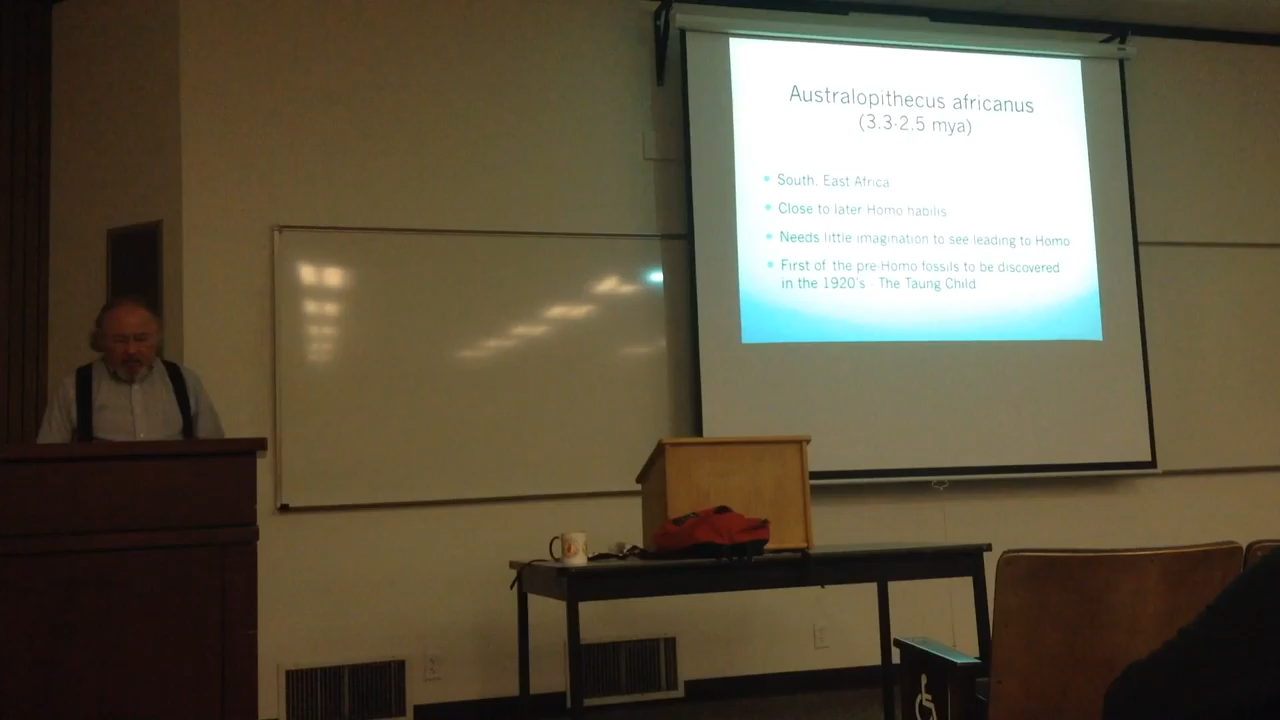 Australopithecus africanus
(3.3-2.5 mya)
South, East Africa
Close to later Homo habilis
Needs little imagination to see leading to Homo
First of the pre-Homo fossils to be discovered
in the 1920's - The Taung Child